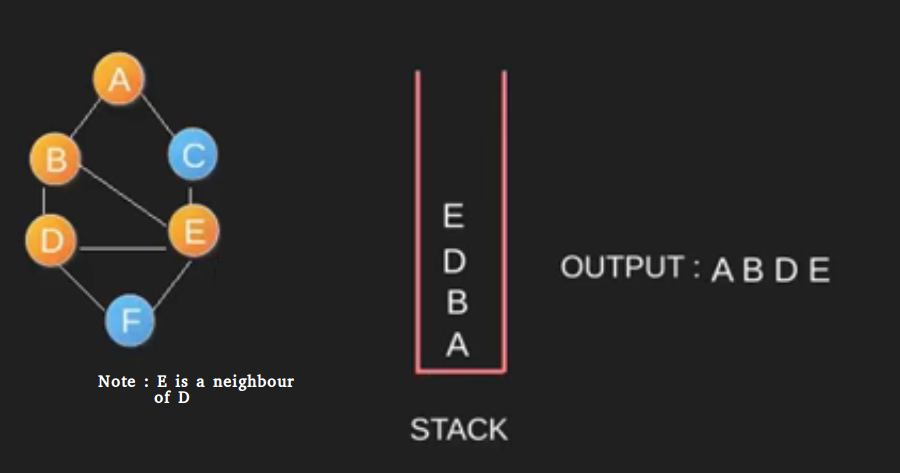 A
B
C
D
E
F
Note : E is a neighbour
of D
E
D
B
A
STACK
OUTPUT : A B D E